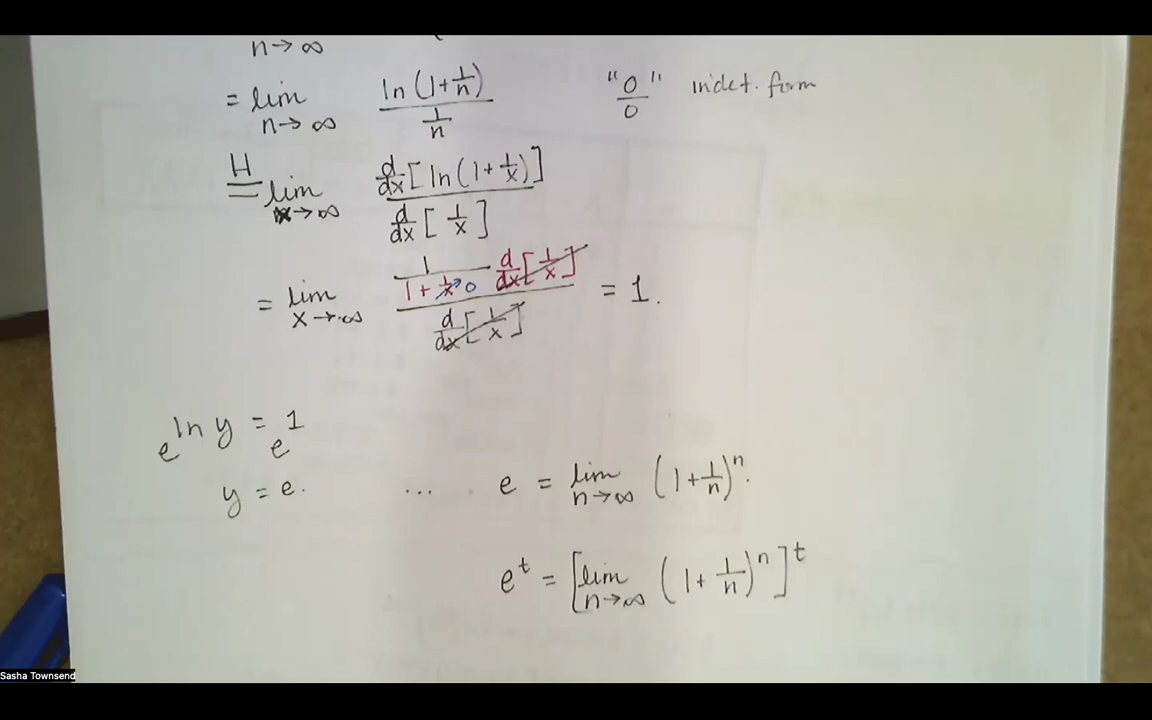 n→∞
= lim n→∞ ln(1+1/n) / (1/n) "0/0" indet. form
H= lim x→∞ d/dx[ln(1+1/x)] / d/dx[1/x]
= lim x→∞ (1/(1+1/x→0) d/dx[1/x]) / d/dx[1/x] = 1.
e^(ln y) = e^1
y = e. ... e = lim n→∞ (1+1/n)^n.
e^t = [lim n→∞ (1+1/n)^n]^t
Sasha Townsend